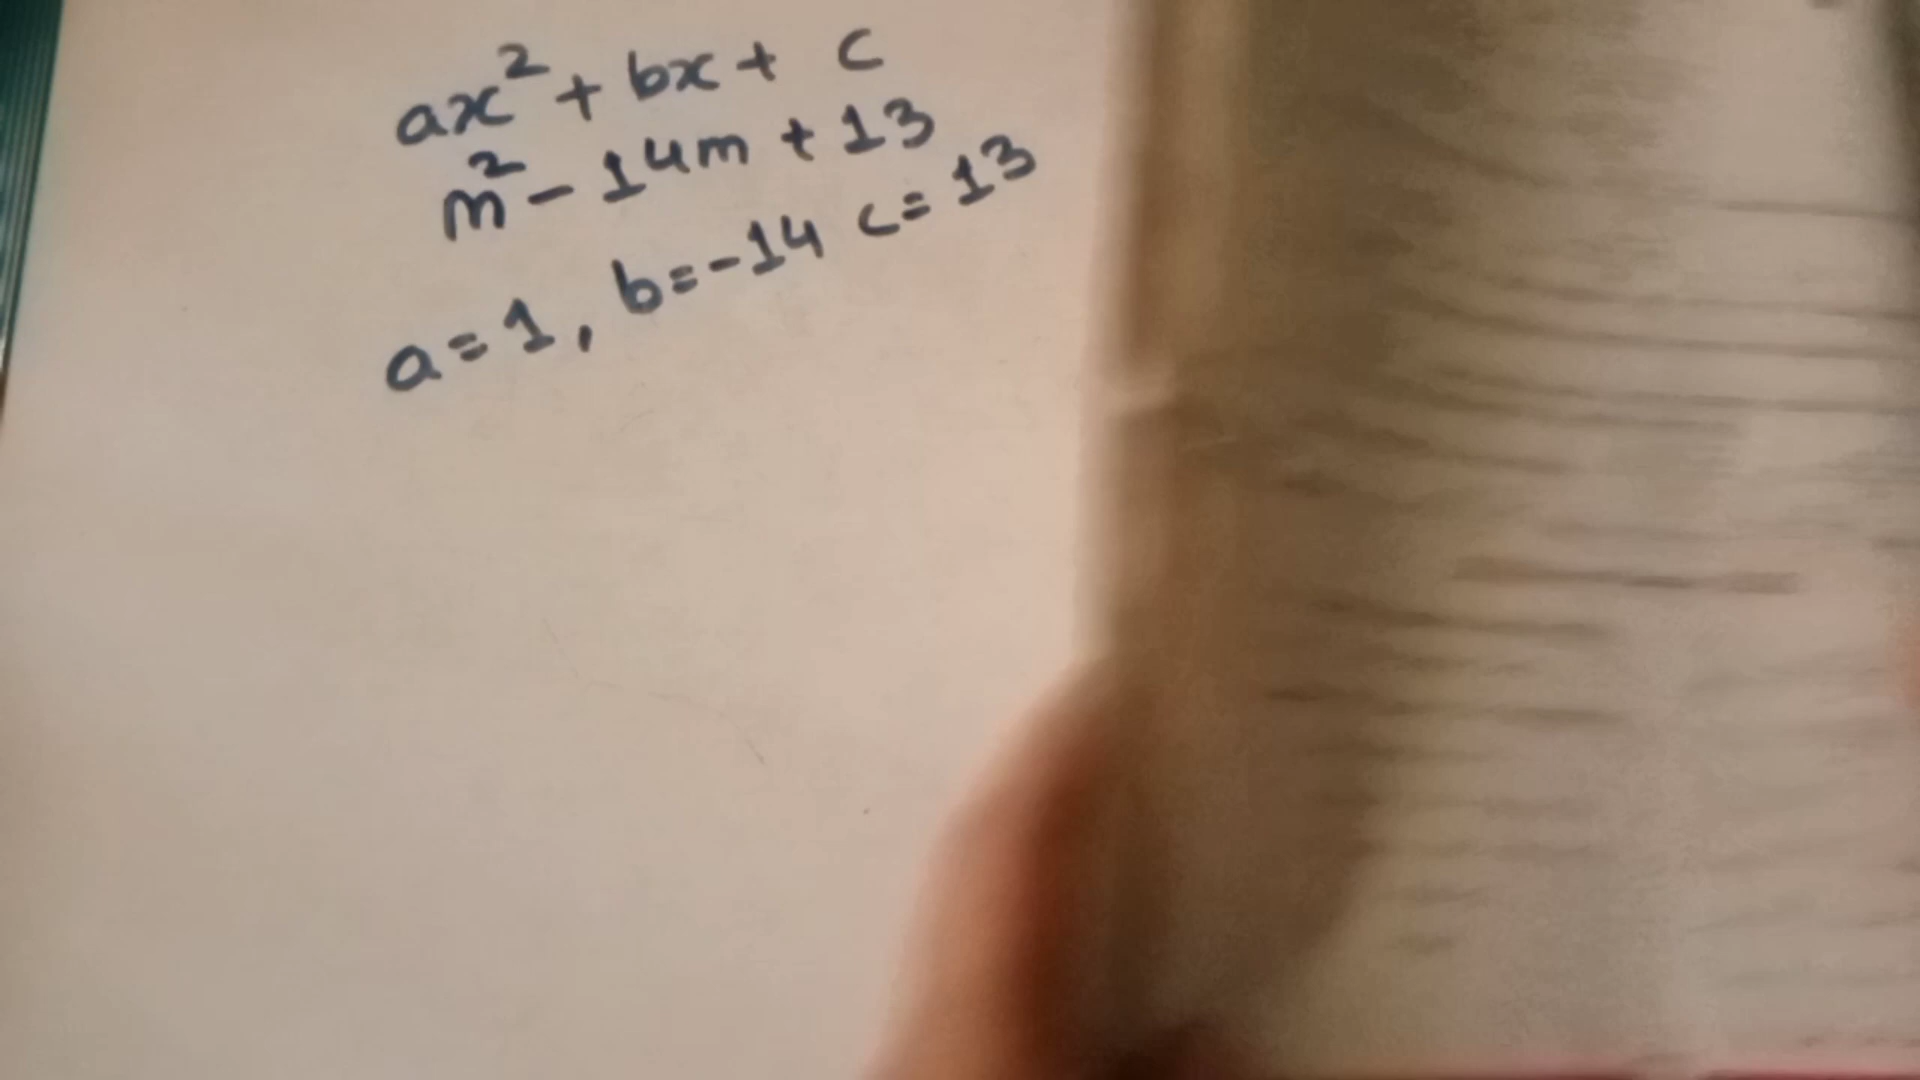 ax² + bx + c
m² - 14m + 13
a = 1, b = -14 c = 13